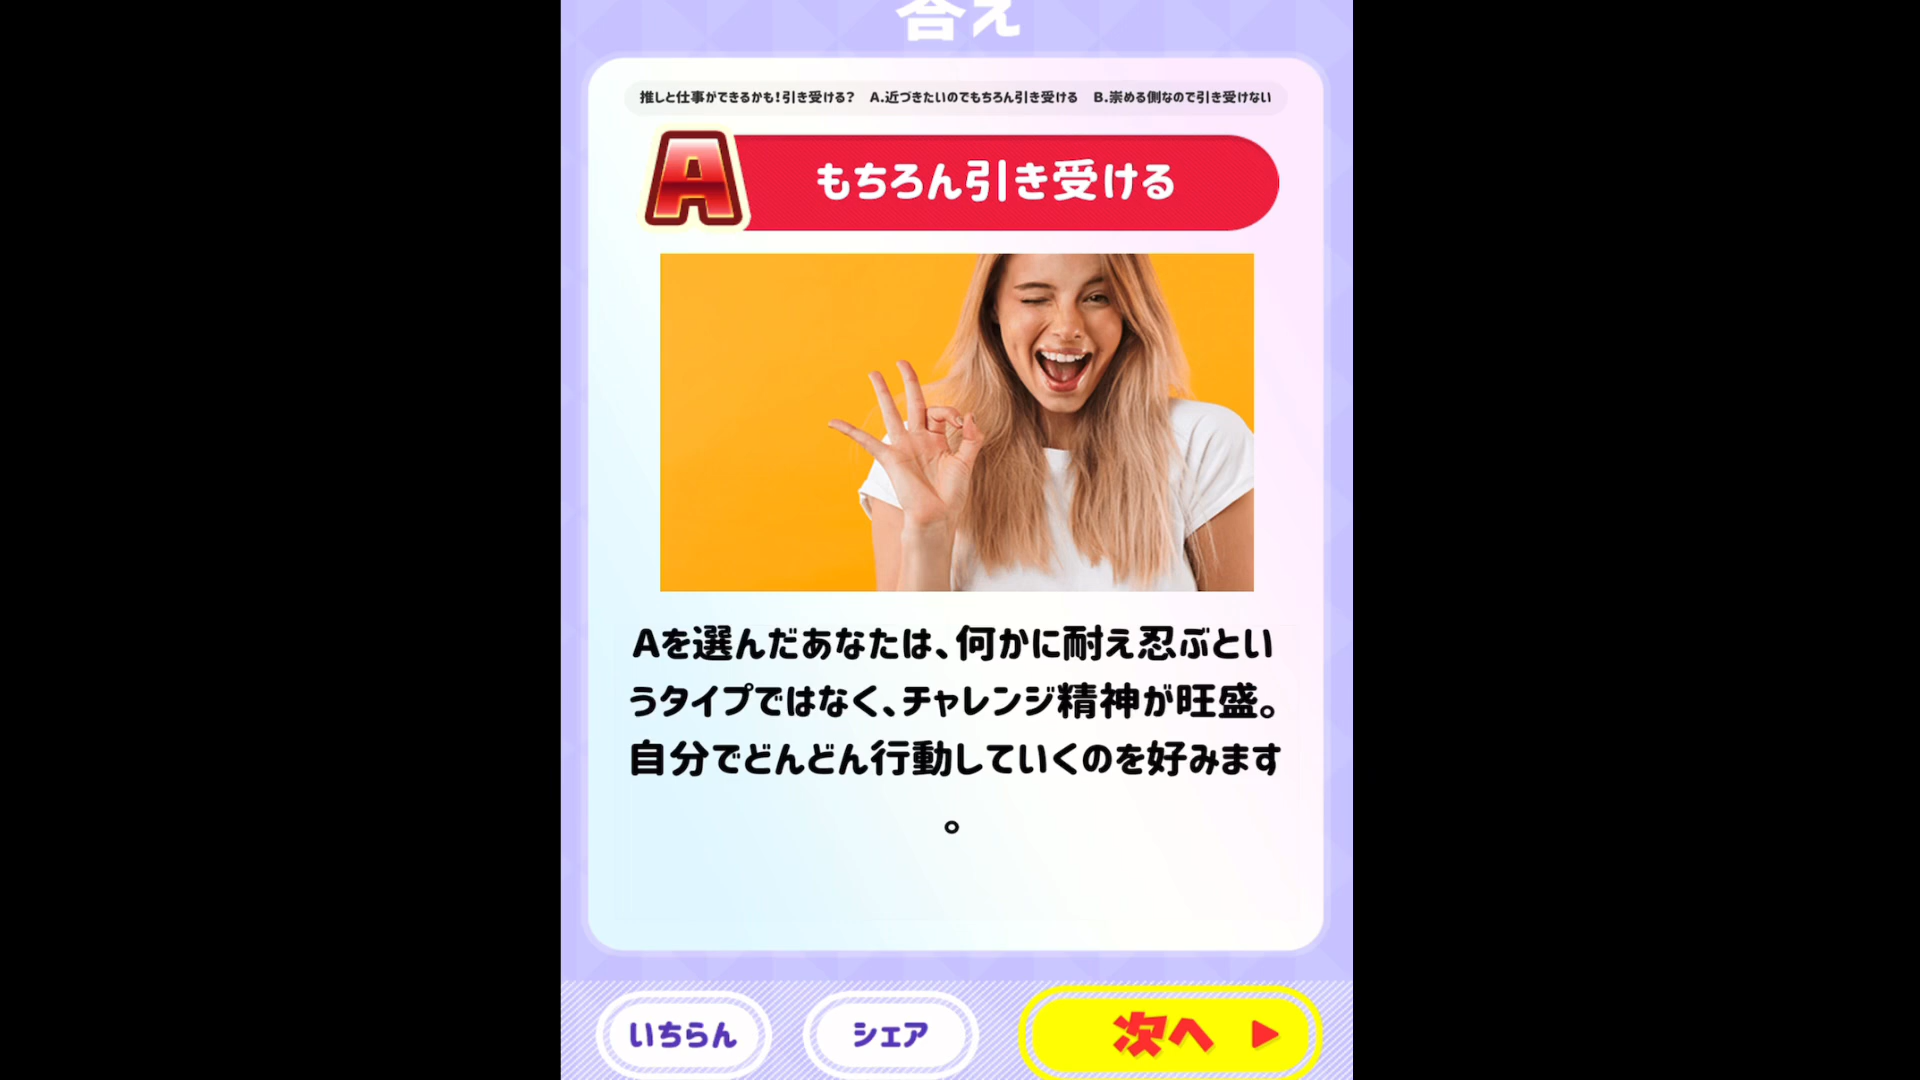 答え
推しと仕事ができるかも!引き受ける? A.近づきたいのでもちろん引き受ける B.崇める側なので引き受けない
A もちろん引き受ける
Aを選んだあなたは、何かに耐え忍ぶとい
うタイプではなく、チャレンジ精神が旺盛。
自分でどんどん行動していくのを好みます
。
いちらん シェア 次へ ▶